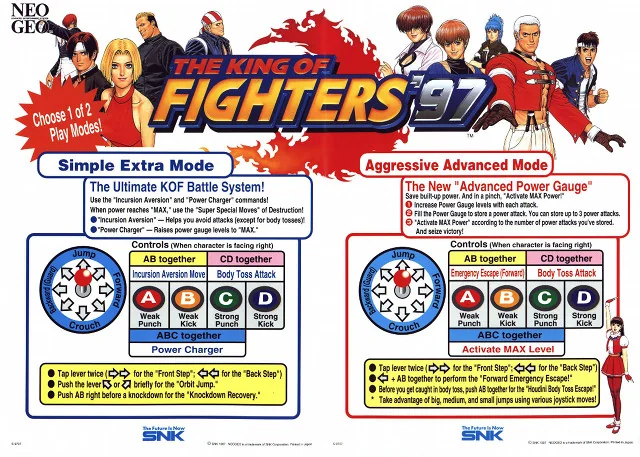 NEO
GEO
THE KING OF
FIGHTERS '97
TM
Choose 1 of 2
Play Modes!
Simple Extra Mode
The Ultimate KOF Battle System!
Use the "Incursion Aversion" and "Power Charger" commands!
When power reaches "MAX," use the "Super Special Moves" of Destruction!
"Incursion Aversion" — Helps you avoid attacks (except for body tosses)!
"Power Charger" — Raises power gauge levels to "MAX."
Controls (When character is facing right)
Jump
Forward
Crouch
Backward (Guard)
AB together
CD together
Incursion Aversion Move
Body Toss Attack
A
B
C
D
Weak Punch
Weak Kick
Strong Punch
Strong Kick
ABC together
Power Charger
Tap lever twice (⇨⇨ for the "Front Step"; ⇦⇦ for the "Back Step")
Push the lever ⬁ or ⬀ briefly for the "Orbit Jump."
Push AB right before a knockdown for the "Knockdown Recovery."
The Future Is Now
SNK
Aggressive Advanced Mode
The New "Advanced Power Gauge"
Save built-up power. And in a pinch, "Activate MAX Power!"
1 Increase Power Gauge levels with each attack.
2 Fill the Power Gauge to store a power attack. You can store up to 3 power attacks.
3 "Activate MAX Power" according to the number of power attacks you've stored.
And seize victory!
Controls (When character is facing right)
Jump
Forward
Crouch
Backward (Guard)
AB together
CD together
Emergency Escape (Forward)
Body Toss Attack
A
B
C
D
Weak Punch
Weak Kick
Strong Punch
Strong Kick
ABC together
Activate MAX Level
Tap lever twice (⇨⇨ for the "Front Step"; ⇦⇦ for the "Back Step")
⇦ + AB together to perform the "Forward Emergency Escape!"
Before you get caught in body toss, push AB together for the "Houdini Body Toss Escape!"
* Take advantage of big, medium, and small jumps using various joystick moves!
The Future Is Now
SNK